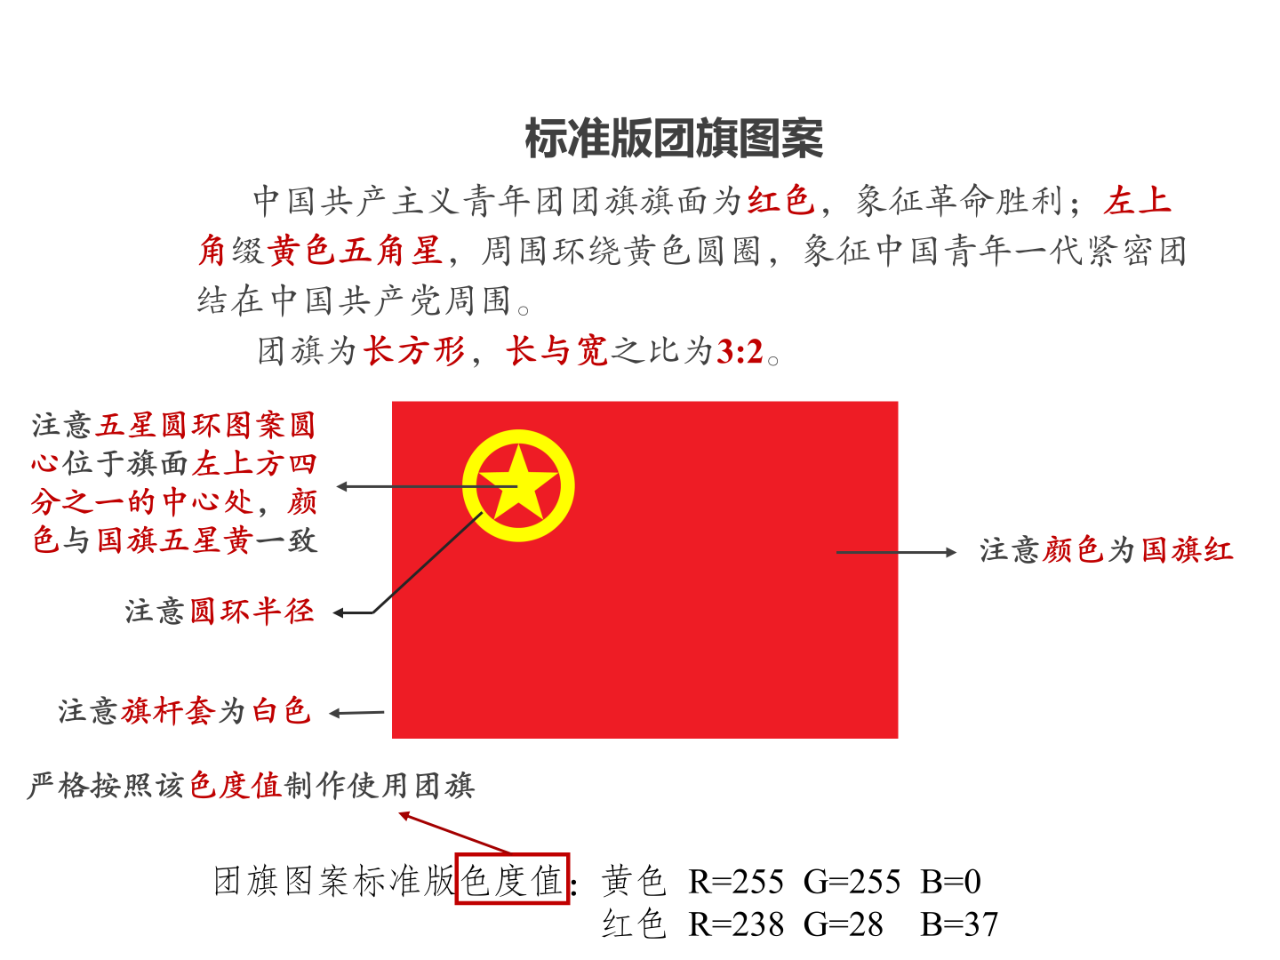 标准版团旗图案
中国共产主义青年团团旗旗面为红色，象征革命胜利；左上
角缀黄色五角星，周围环绕黄色圆圈，象征中国青年一代紧密团
结在中国共产党周围。
团旗为长方形，长与宽之比为3:2。
注意五星圆环图案圆
心位于旗面左上方四
分之一的中心处，颜
色与国旗五星黄一致
注意颜色为国旗红
注意圆环半径
注意旗杆套为白色
严格按照该色度值制作使用团旗
团旗图案标准版色度值：黄色 R=255 G=255 B=0
红色 R=238 G=28 B=37